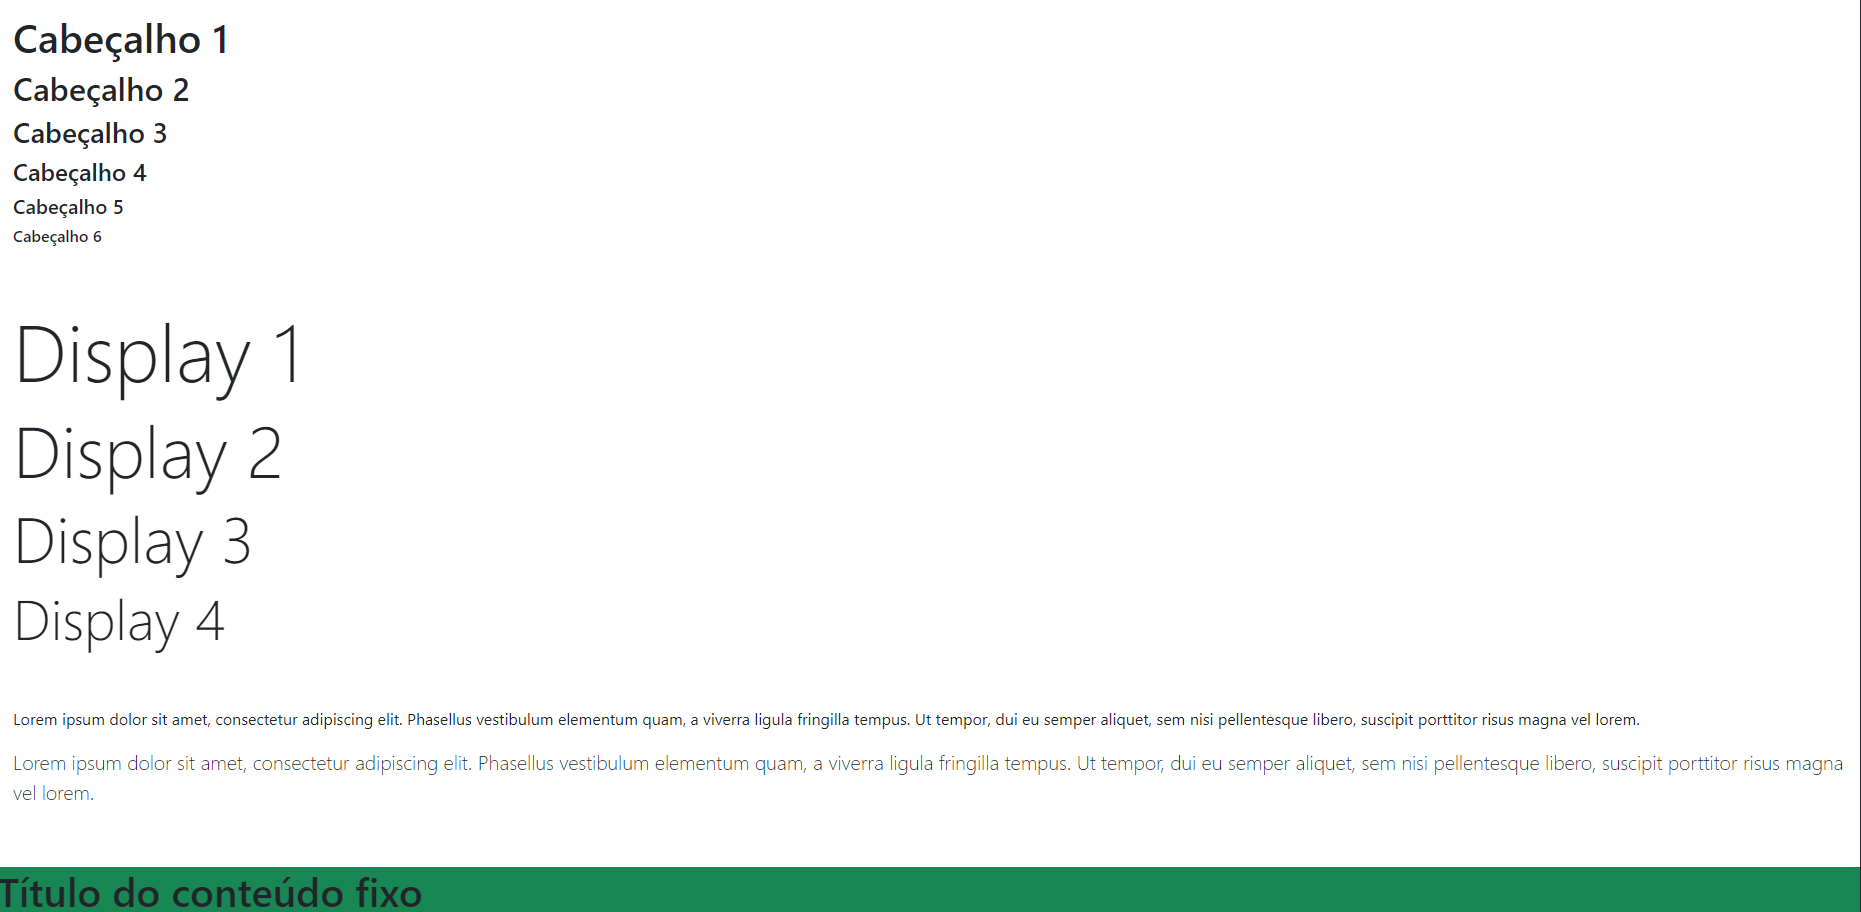 Cabeçalho 1
Cabeçalho 2
Cabeçalho 3
Cabeçalho 4
Cabeçalho 5
Cabeçalho 6
Display 1
Display 2
Display 3
Display 4
Lorem ipsum dolor sit amet, consectetur adipiscing elit. Phasellus vestibulum elementum quam, a viverra ligula fringilla tempus. Ut tempor, dui eu semper aliquet, sem nisi pellentesque libero, suscipit porttitor risus magna vel lorem.
Lorem ipsum dolor sit amet, consectetur adipiscing elit. Phasellus vestibulum elementum quam, a viverra ligula fringilla tempus. Ut tempor, dui eu semper aliquet, sem nisi pellentesque libero, suscipit porttitor risus magna
vel lorem.
Título do conteúdo fixo